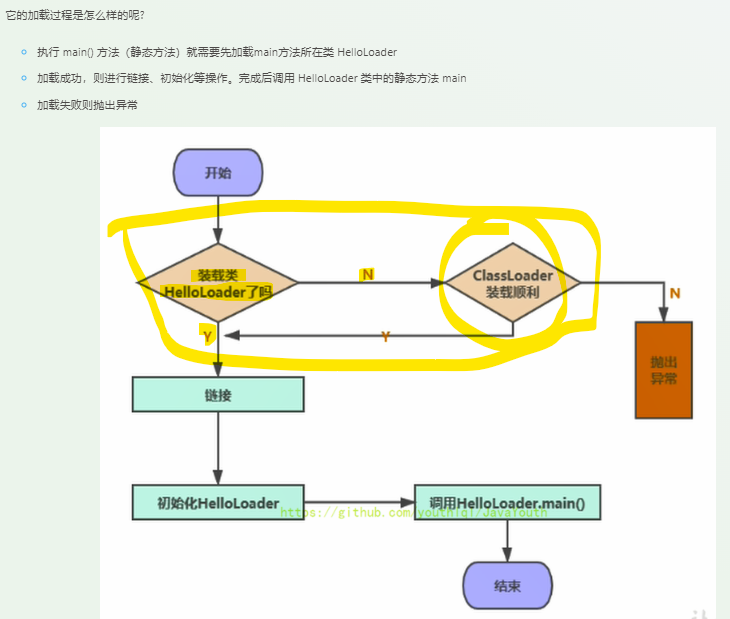 它的加载过程是怎么样的呢?
执行 main() 方法（静态方法）就需要先加载main方法所在类 HelloLoader
加载成功，则进行链接、初始化等操作。完成后调用 HelloLoader 类中的静态方法 main
加载失败则抛出异常
开始
装载类
HelloLoader了吗
N
ClassLoader
装载顺利
N
Y
Y
抛出
异常
链接
初始化HelloLoader
调用HelloLoader.main()
https://github.com/youthlql/JavaYouth
结束